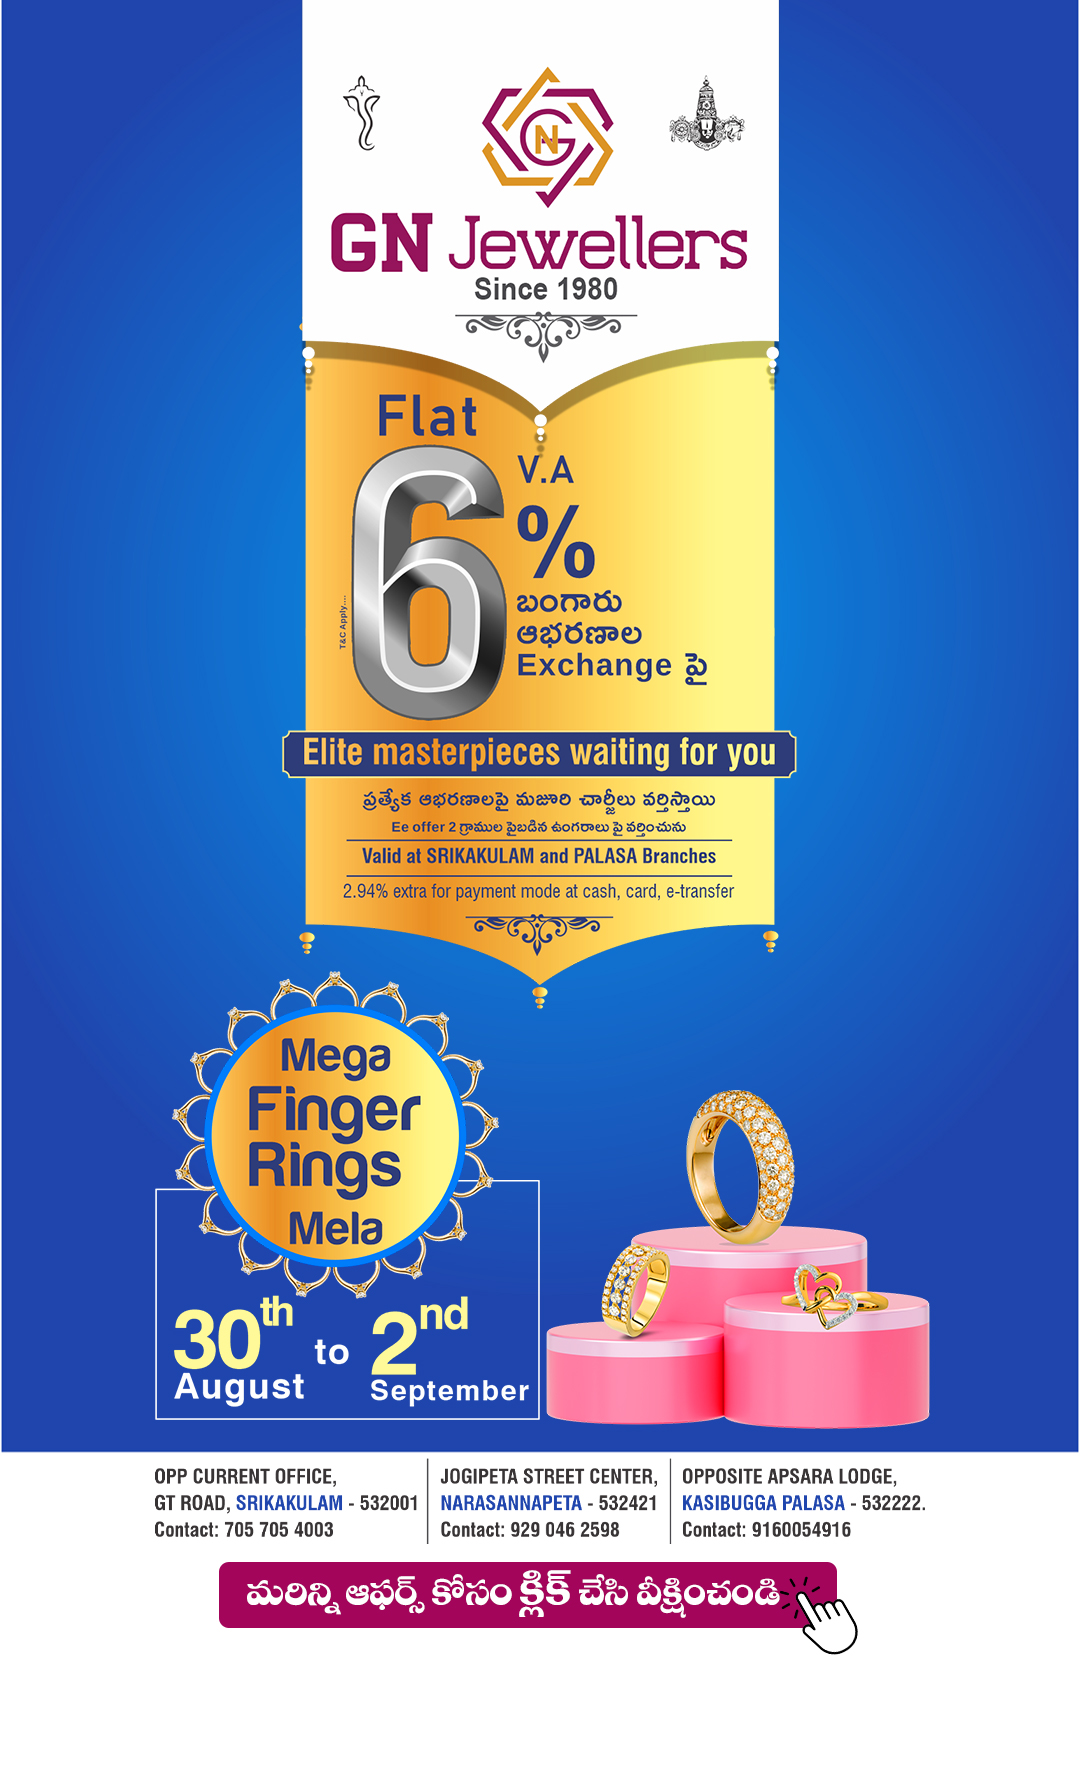 GN
GN Jewellers
Since 1980
Flat
6
V.A
%
బంగారు
ఆభరణాల
Exchange పై
T&C Apply....
Elite masterpieces waiting for you
ప్రత్యేక ఆభరణాలపై మజూరి చార్జీలు వర్తిస్తాయి
Ee offer 2 గ్రాముల పైబడిన ఉంగరాలు పై వర్తించును
Valid at SRIKAKULAM and PALASA Branches
2.94% extra for payment mode at cash, card, e-transfer
Mega
Finger
Rings
Mela
30th to 2nd
August September
OPP CURRENT OFFICE,
GT ROAD, SRIKAKULAM - 532001
Contact: 705 705 4003
JOGIPETA STREET CENTER,
NARASANNAPETA - 532421
Contact: 929 046 2598
OPPOSITE APSARA LODGE,
KASIBUGGA PALASA - 532222.
Contact: 9160054916
మరిన్ని ఆఫర్స్ కోసం క్లిక్ చేసి వీక్షించండి